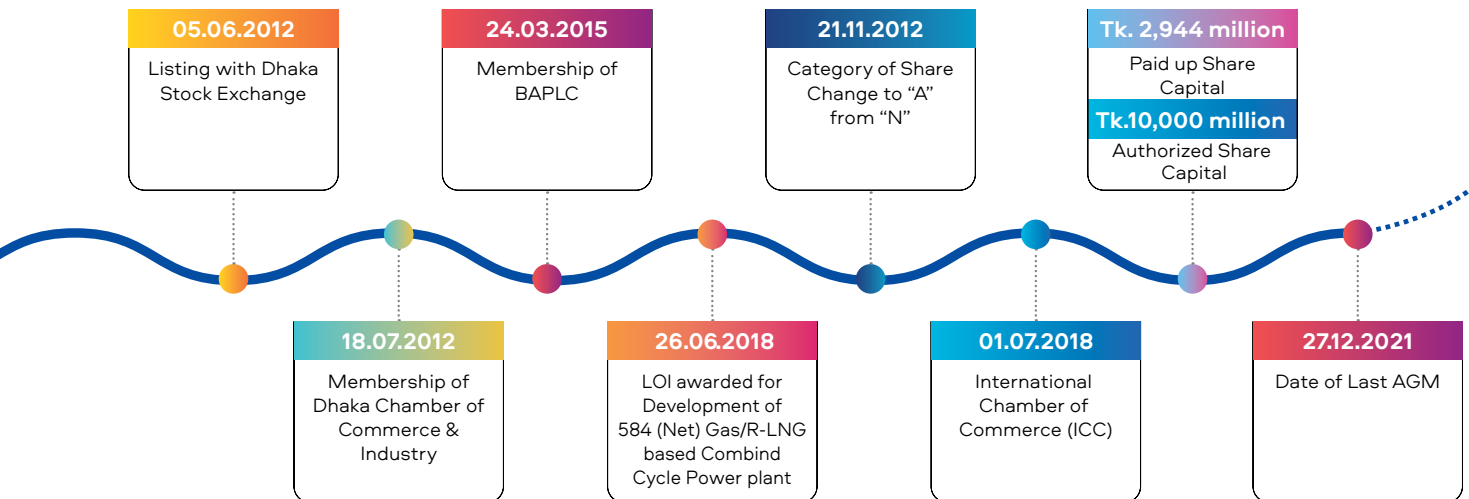 05.06.2012
Listing with Dhaka
Stock Exchange
18.07.2012
Membership of
Dhaka Chamber of
Commerce &
Industry
24.03.2015
Membership of
BAPLC
26.06.2018
LOI awarded for
Development of
584 (Net) Gas/R-LNG
based Combind
Cycle Power plant
21.11.2012
Category of Share
Change to “A”
from “N”
01.07.2018
International
Chamber of
Commerce (ICC)
Tk. 2,944 million
Paid up Share
Capital
Tk.10,000 million
Authorized Share
Capital
27.12.2021
Date of Last AGM